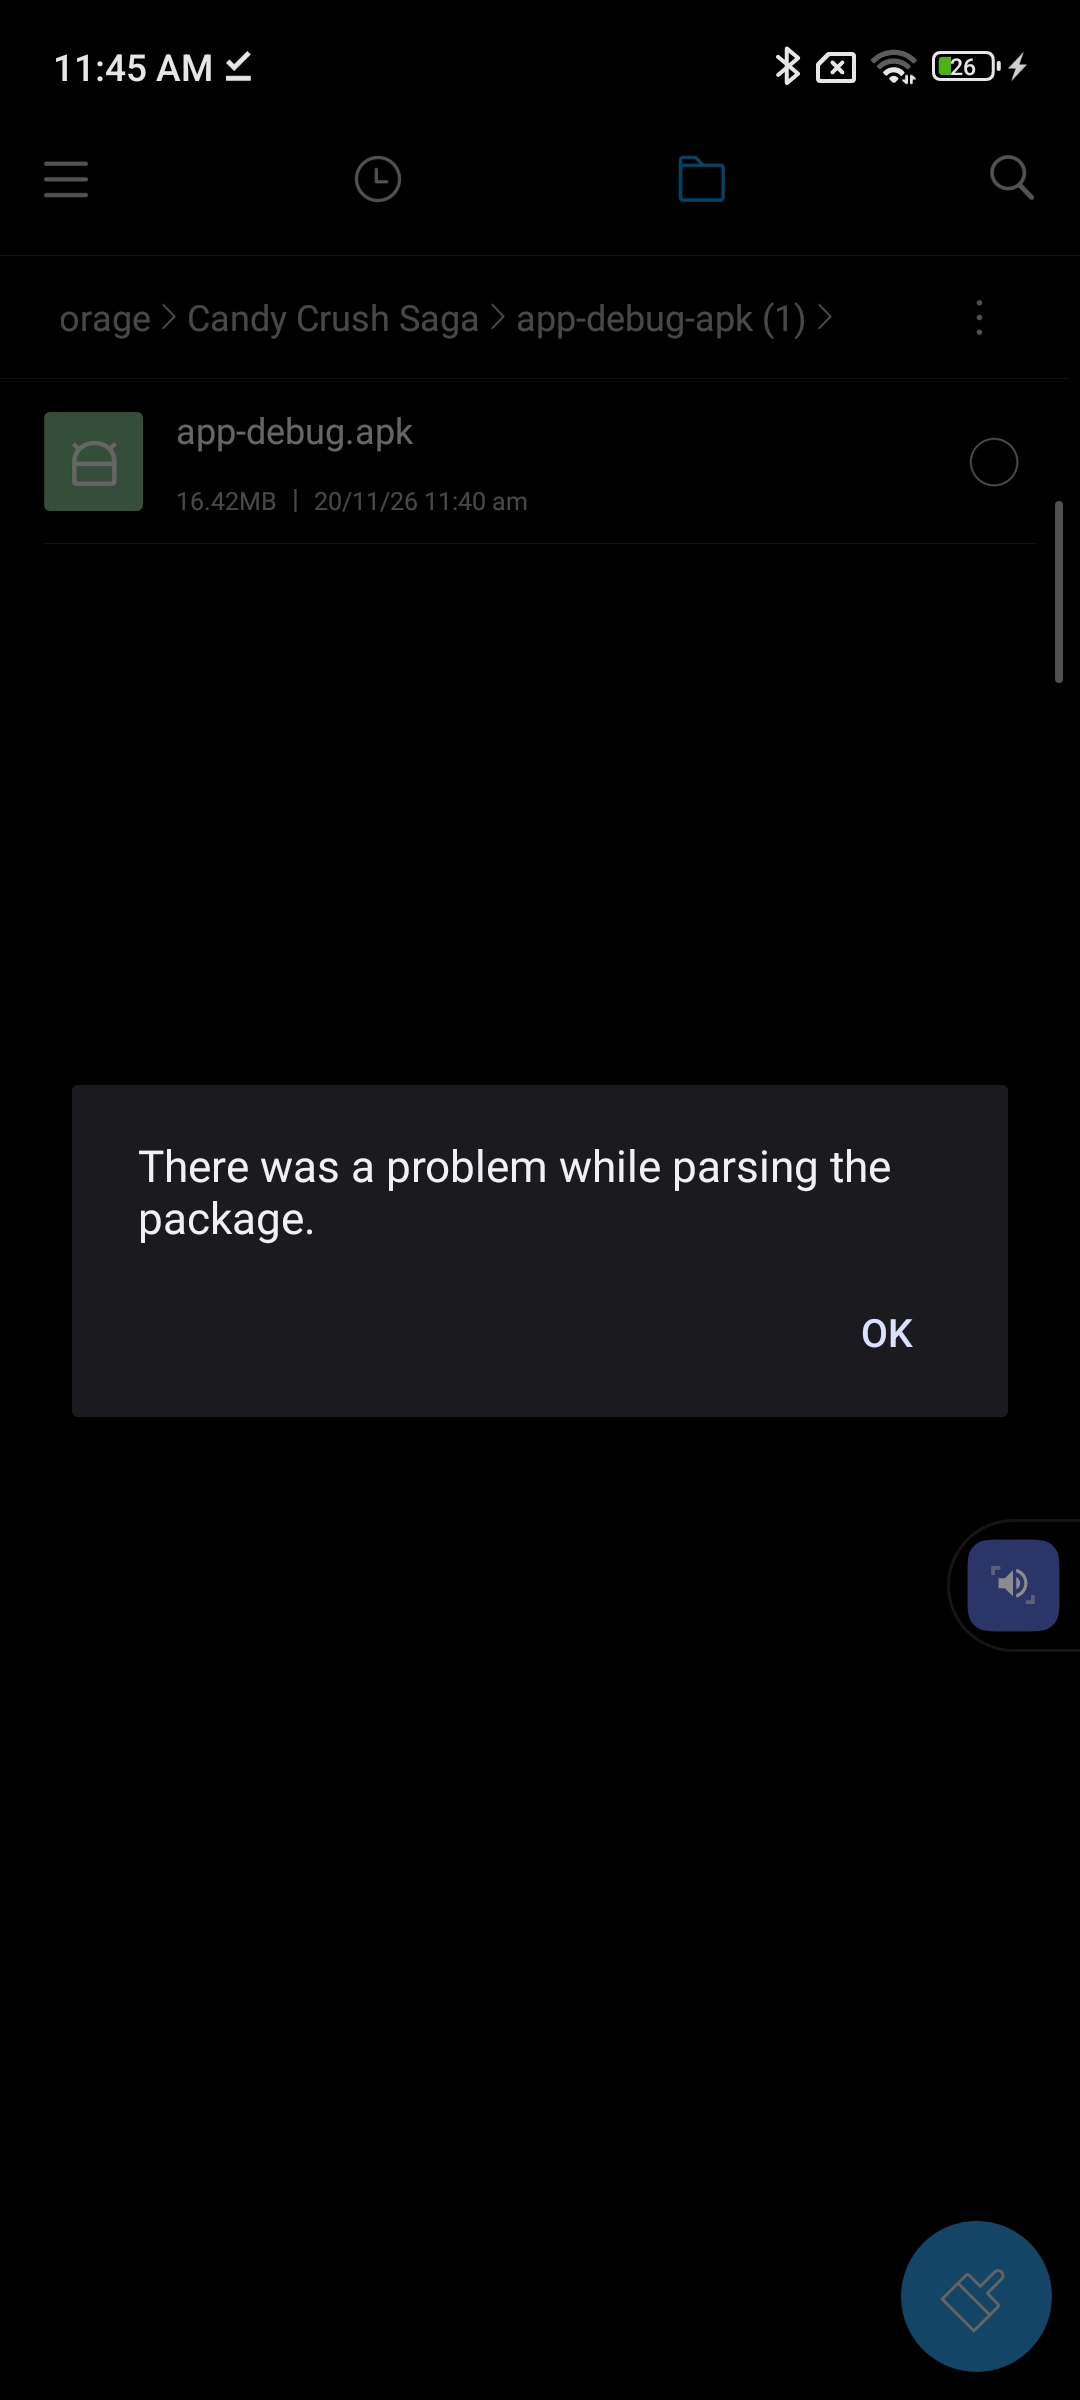 11:45 AM
26
orage > Candy Crush Saga > app-debug-apk (1) >
app-debug.apk
16.42MB | 20/11/26 11:40 am
There was a problem while parsing the
package.
OK